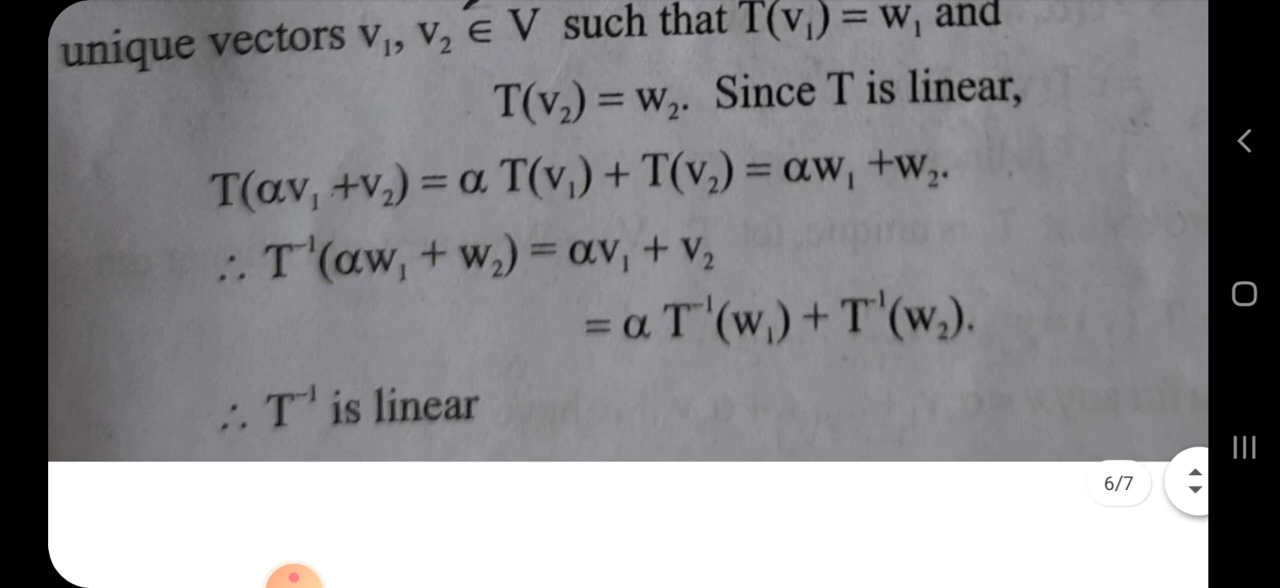 unique vectors v₁, v₂ ∈ V such that T(v₁) = w₁ and
T(v₂) = w₂. Since T is linear,
T(αv₁ +v₂) = α T(v₁) + T(v₂) = αw₁ +w₂.
∴ T⁻¹(αw₁ + w₂) = αv₁ + v₂
= α T⁻¹(w₁) + T⁻¹(w₂).
∴ T⁻¹ is linear
6/7